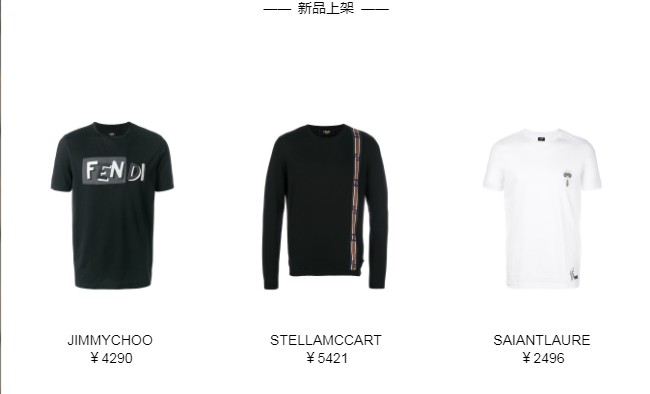 —— 新品上架 ——
FENDI
JIMMYCHOO
STELLAMCCART
SAIANTLAURE
¥ 4290
¥ 5421
¥ 2496